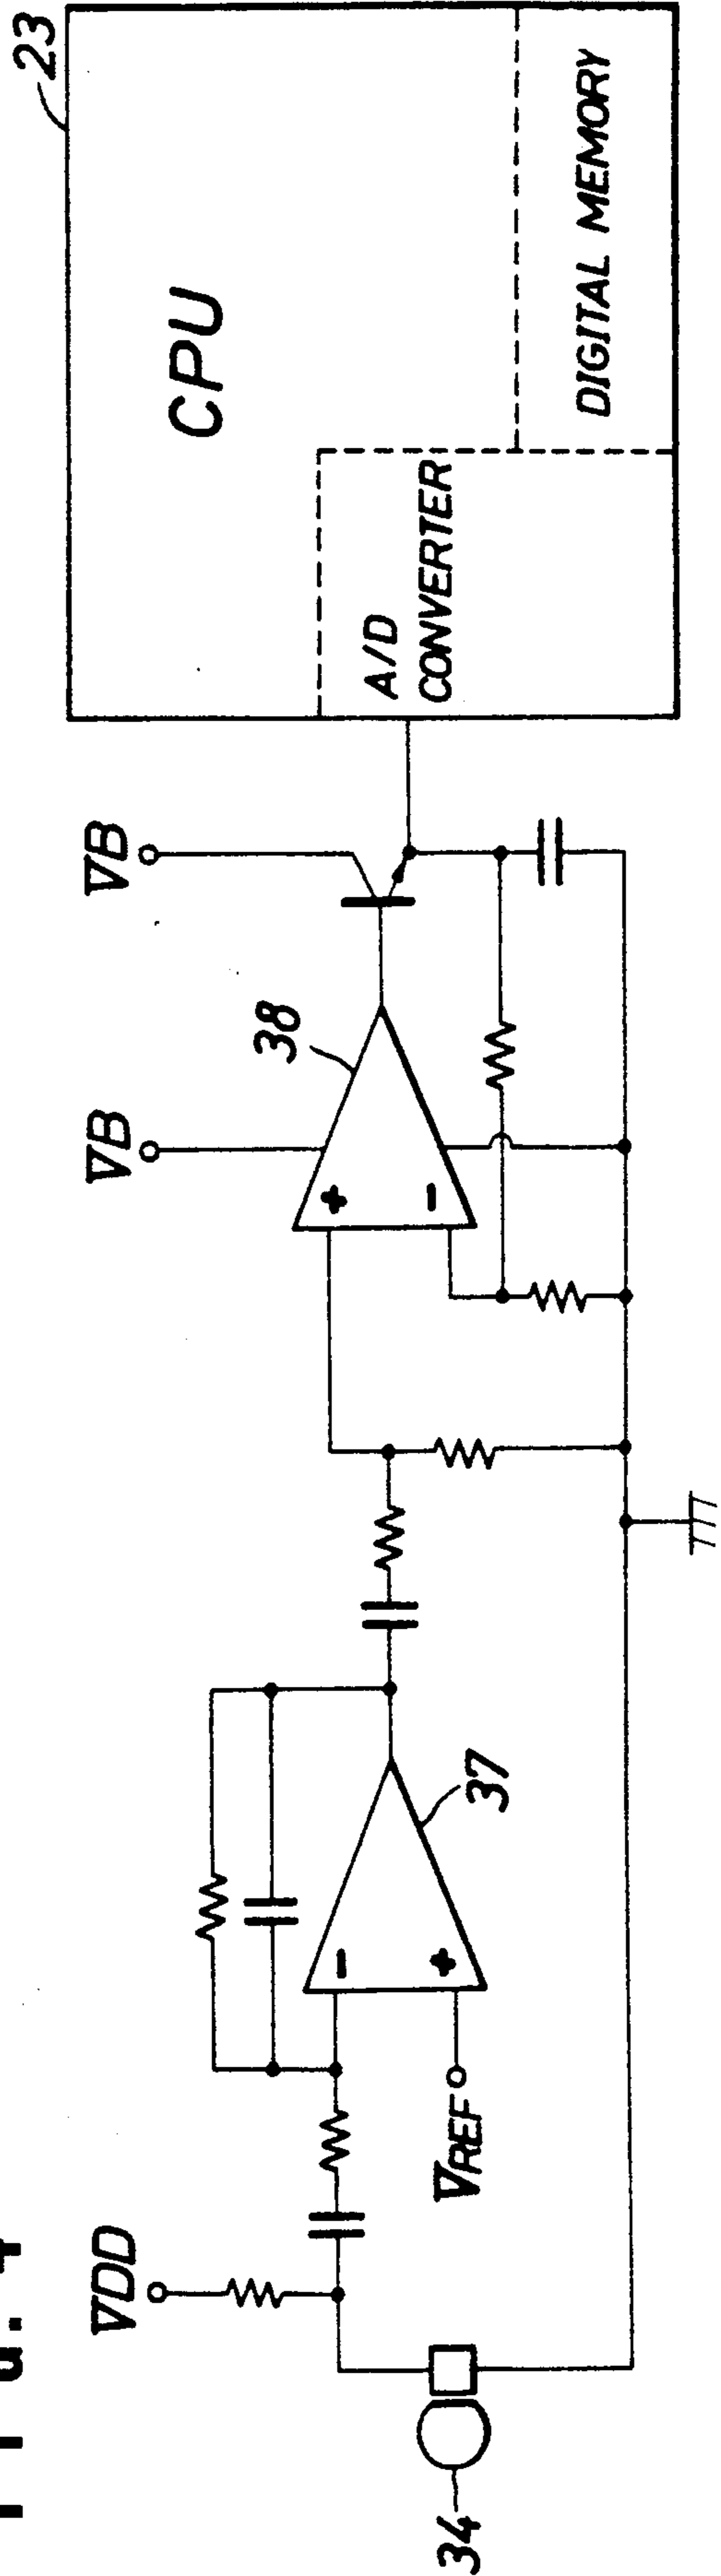 23
CPU
DIGITAL MEMORY
A/D
CONVERTER
VB
VB
38
+
−
37
−
+
VREF
VDD
34